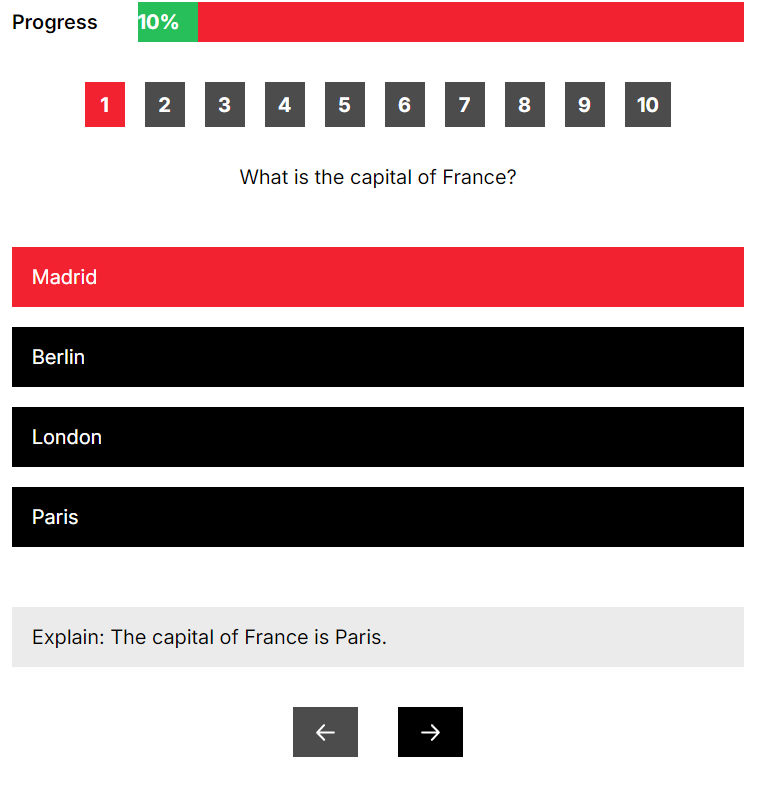 Progress 10%
1 2 3 4 5 6 7 8 9 10
What is the capital of France?
Madrid
Berlin
London
Paris
Explain: The capital of France is Paris.
← →